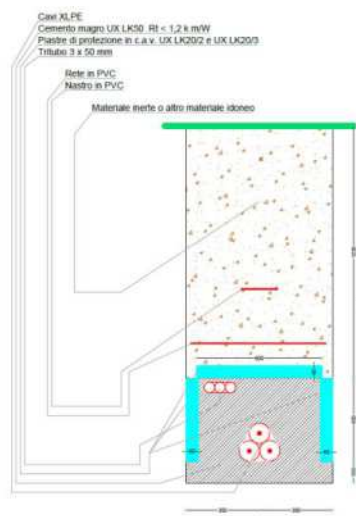 Cavi XLPE
Cemento magro UX LK50 Rt < 1,2 k m/W
Piastre di protezione in c.a.v. UX LK20/2 e UX LK20/3
Tritubo 3 x 50 mm
Rete in PVC
Nastro in PVC
Materiale inerte o altro materiale idoneo